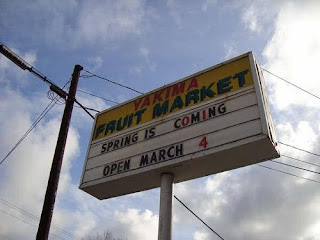 YAKIMA
FRUIT MARKET
SPRING IS COMING
OPEN MARCH 4